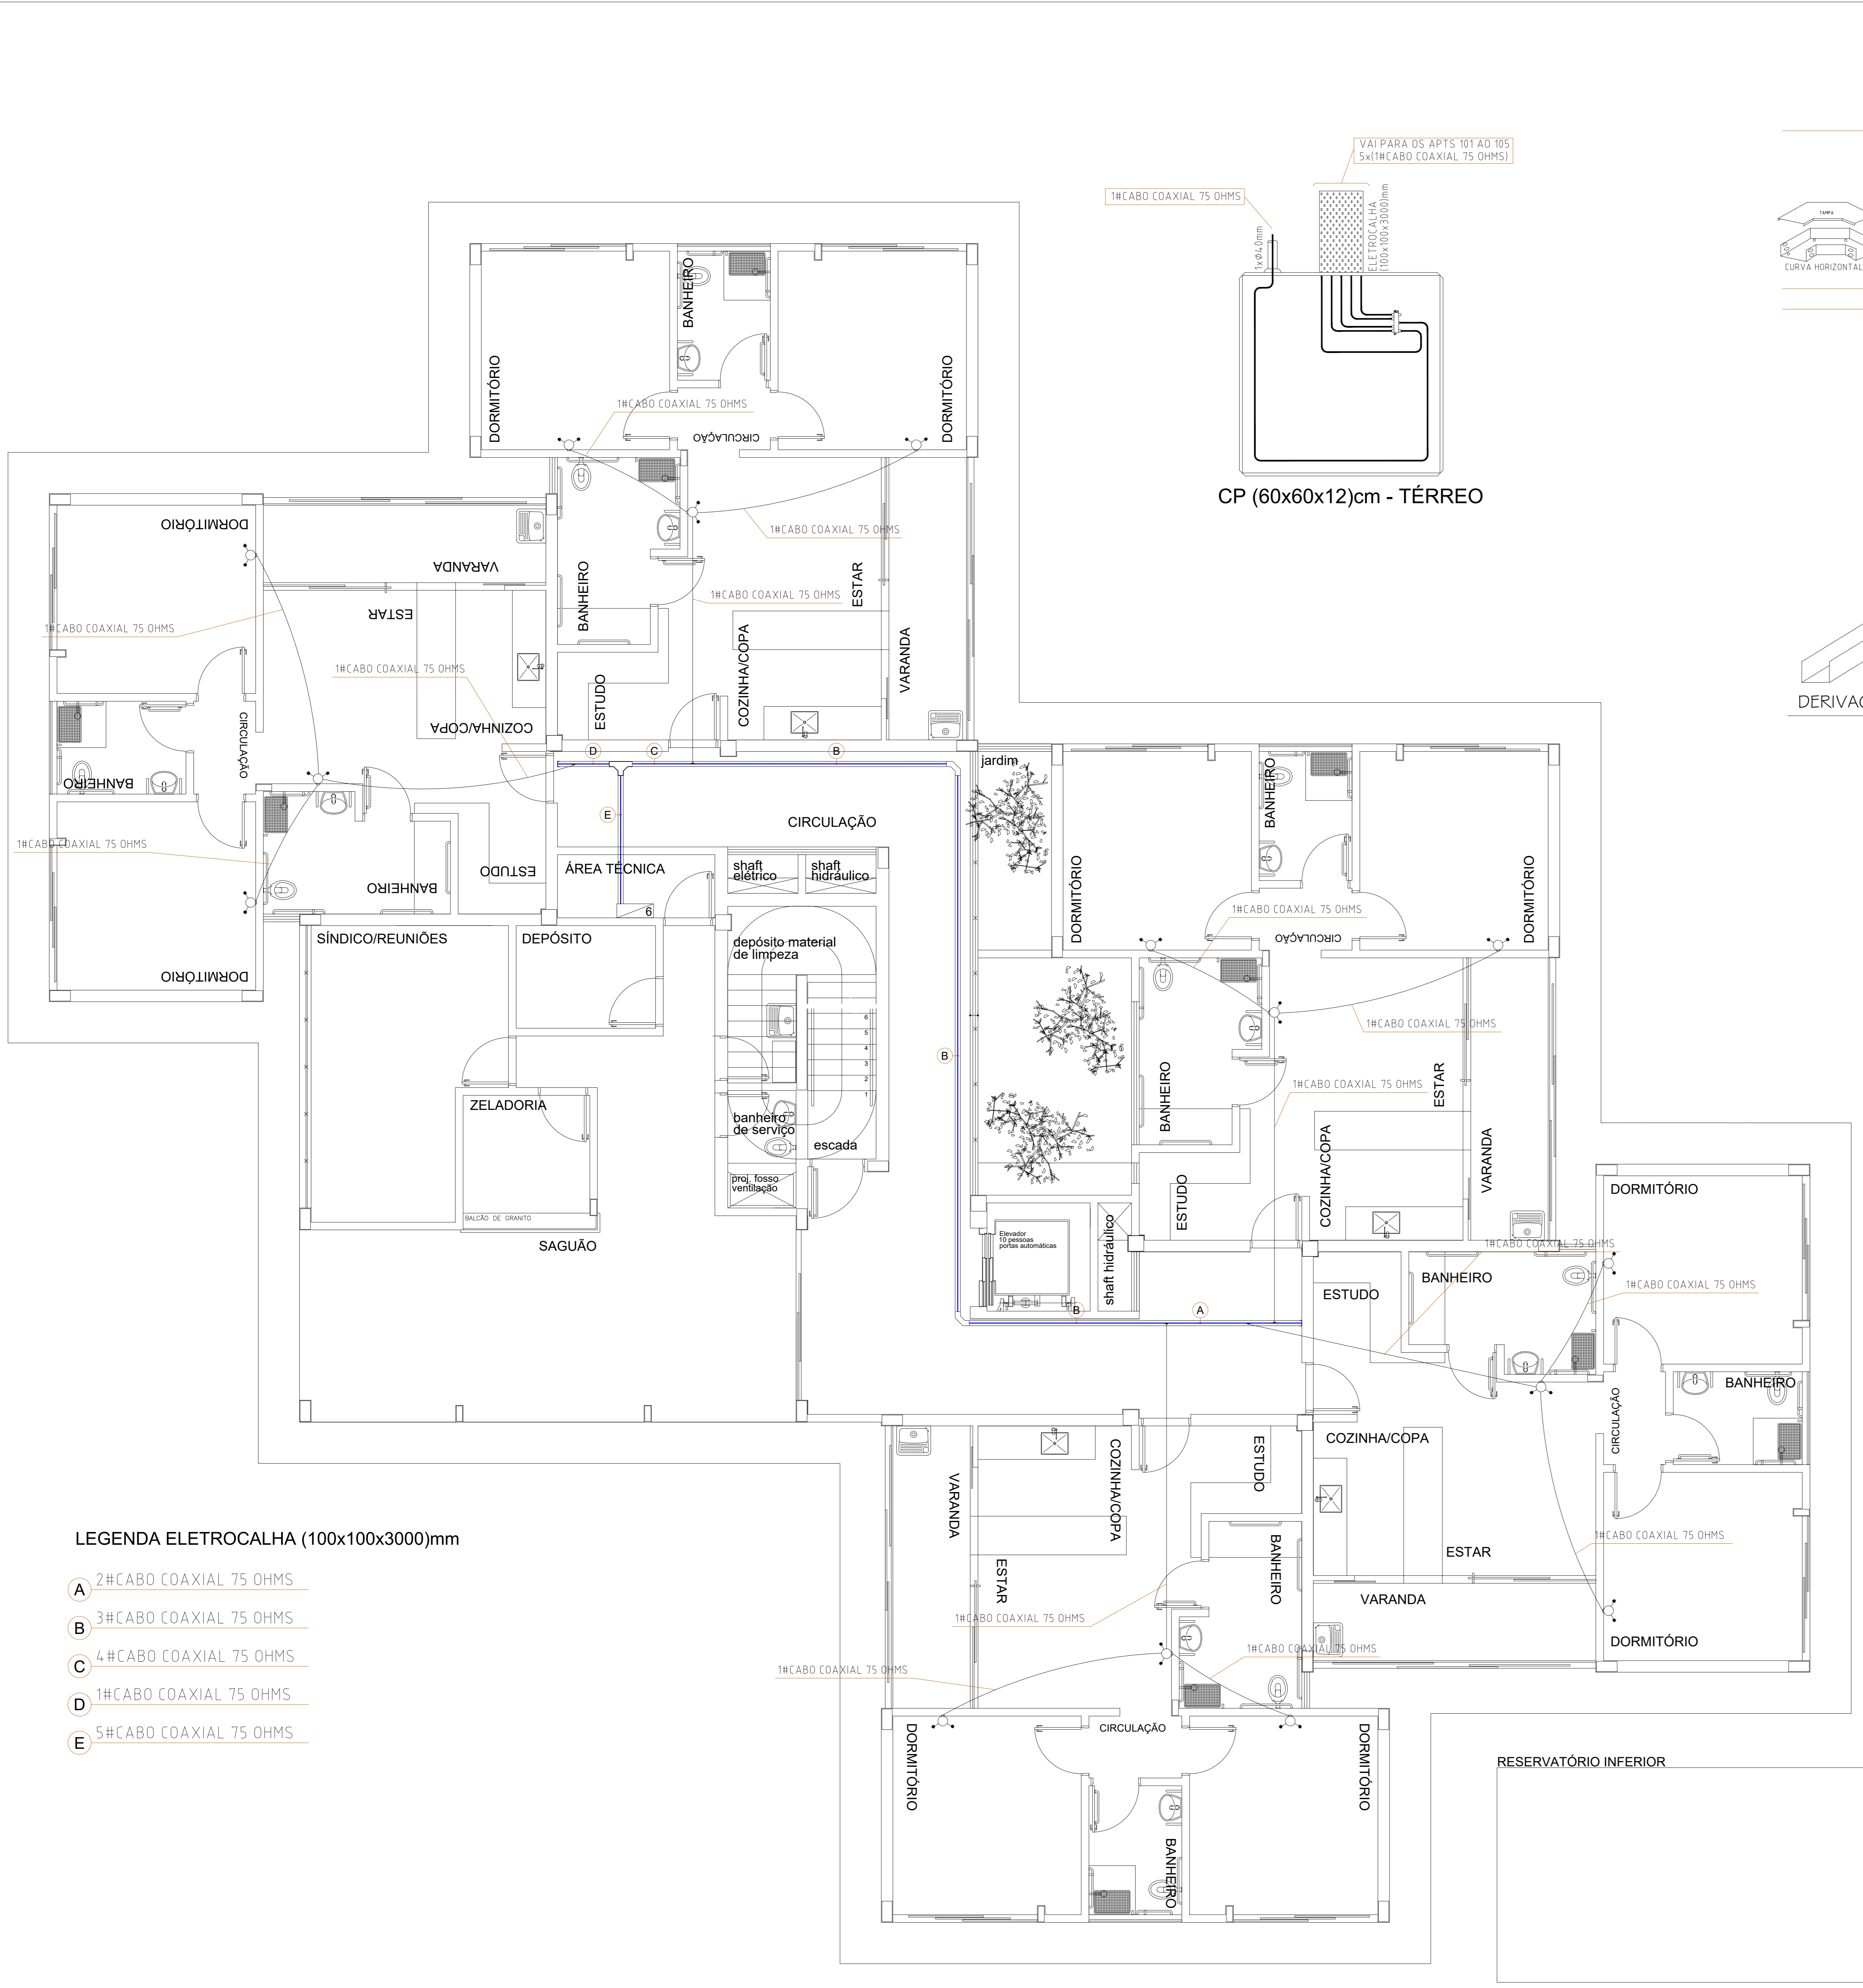 VAI PARA OS APTS 101 AO 105
5x(1#CABO COAXIAL 75 OHMS)
1#CABO COAXIAL 75 OHMS
1xØ40mm
ELETROCALHA
(100x100x3000)mm
CP (60x60x12)cm - TÉRREO
TAMPA
CURVA HORIZONTAL
DERIVAÇ
DORMITÓRIO
BANHEIRO
DORMITÓRIO
1#CABO COAXIAL 75 OHMS
CIRCULAÇÃO
1#CABO COAXIAL 75 OHMS
BANHEIRO
ESTAR
1#CABO COAXIAL 75 OHMS
ESTUDO
COZINHA/COPA
VARANDA
DORMITÓRIO
VARANDA
ESTAR
1#CABO COAXIAL 75 OHMS
1#CABO COAXIAL 75 OHMS
COZINHA/COPA
CIRCULAÇÃO
BANHEIRO
1#CABO COAXIAL 75 OHMS
ESTUDO
BANHEIRO
DORMITÓRIO
D
C
B
E
CIRCULAÇÃO
ÁREA TÉCNICA
6
shaft
elétrico
shaft
hidráulico
SÍNDICO/REUNIÕES
DEPÓSITO
depósito material
de limpeza
6
5
4
3
2
1
ZELADORIA
banheiro
de serviço
escada
proj. fosso
ventilação
BALCÃO DE GRANITO
SAGUÃO
B
jardim
Elevador
10 pessoas
portas automáticas
shaft hidráulico
B
A
DORMITÓRIO
BANHEIRO
DORMITÓRIO
1#CABO COAXIAL 75 OHMS
CIRCULAÇÃO
1#CABO COAXIAL 75 OHMS
BANHEIRO
1#CABO COAXIAL 75 OHMS
ESTAR
ESTUDO
COZINHA/COPA
VARANDA
1#CABO COAXIAL 75 OHMS
DORMITÓRIO
BANHEIRO
1#CABO COAXIAL 75 OHMS
ESTUDO
BANHEIRO
CIRCULAÇÃO
COZINHA/COPA
1#CABO COAXIAL 75 OHMS
ESTAR
VARANDA
DORMITÓRIO
VARANDA
COZINHA/COPA
ESTUDO
ESTAR
BANHEIRO
1#CABO COAXIAL 75 OHMS
1#CABO COAXIAL 75 OHMS
1#CABO COAXIAL 75 OHMS
DORMITÓRIO
CIRCULAÇÃO
DORMITÓRIO
BANHEIRO
LEGENDA ELETROCALHA (100x100x3000)mm
A 2#CABO COAXIAL 75 OHMS
B 3#CABO COAXIAL 75 OHMS
C 4#CABO COAXIAL 75 OHMS
D 1#CABO COAXIAL 75 OHMS
E 5#CABO COAXIAL 75 OHMS
RESERVATÓRIO INFERIOR